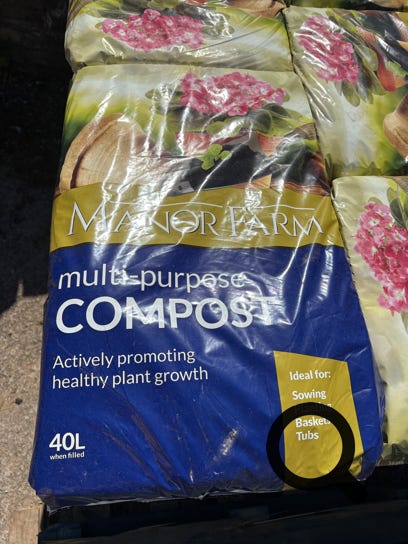 MANOR FARM
multi-purpose
COMPOST
Actively promoting
healthy plant growth
Ideal for:
Sowing
Baskets
Tubs
40L
when filled